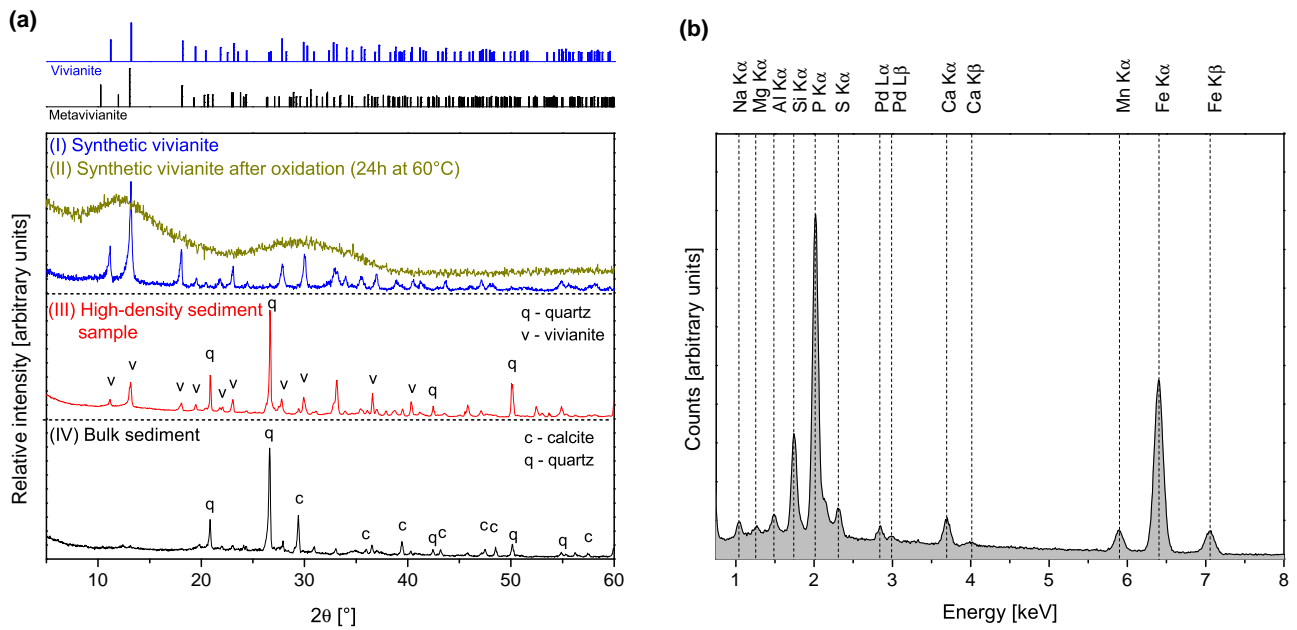 (a)
Vivianite
Metavivianite
(I) Synthetic vivianite
(II) Synthetic vivianite after oxidation (24h at 60°C)
(III) High-density sediment
sample
q - quartz
v - vivianite
v
v
v
v
q
v
v
q
v
v
v
v
q
q
(IV) Bulk sediment
c - calcite
q - quartz
q
q
c
c
c
q
c
c
c
q
q
c
Relative intensity [arbitrary units]
10
20
30
40
50
60
2θ [°]
(b)
Na Kα
Mg Kα
Al Kα
Si Kα
P Kα
S Kα
Pd Lα
Pd Lβ
Ca Kα
Ca Kβ
Mn Kα
Fe Kα
Fe Kβ
Counts [arbitrary units]
1
2
3
4
5
6
7
8
Energy [keV]